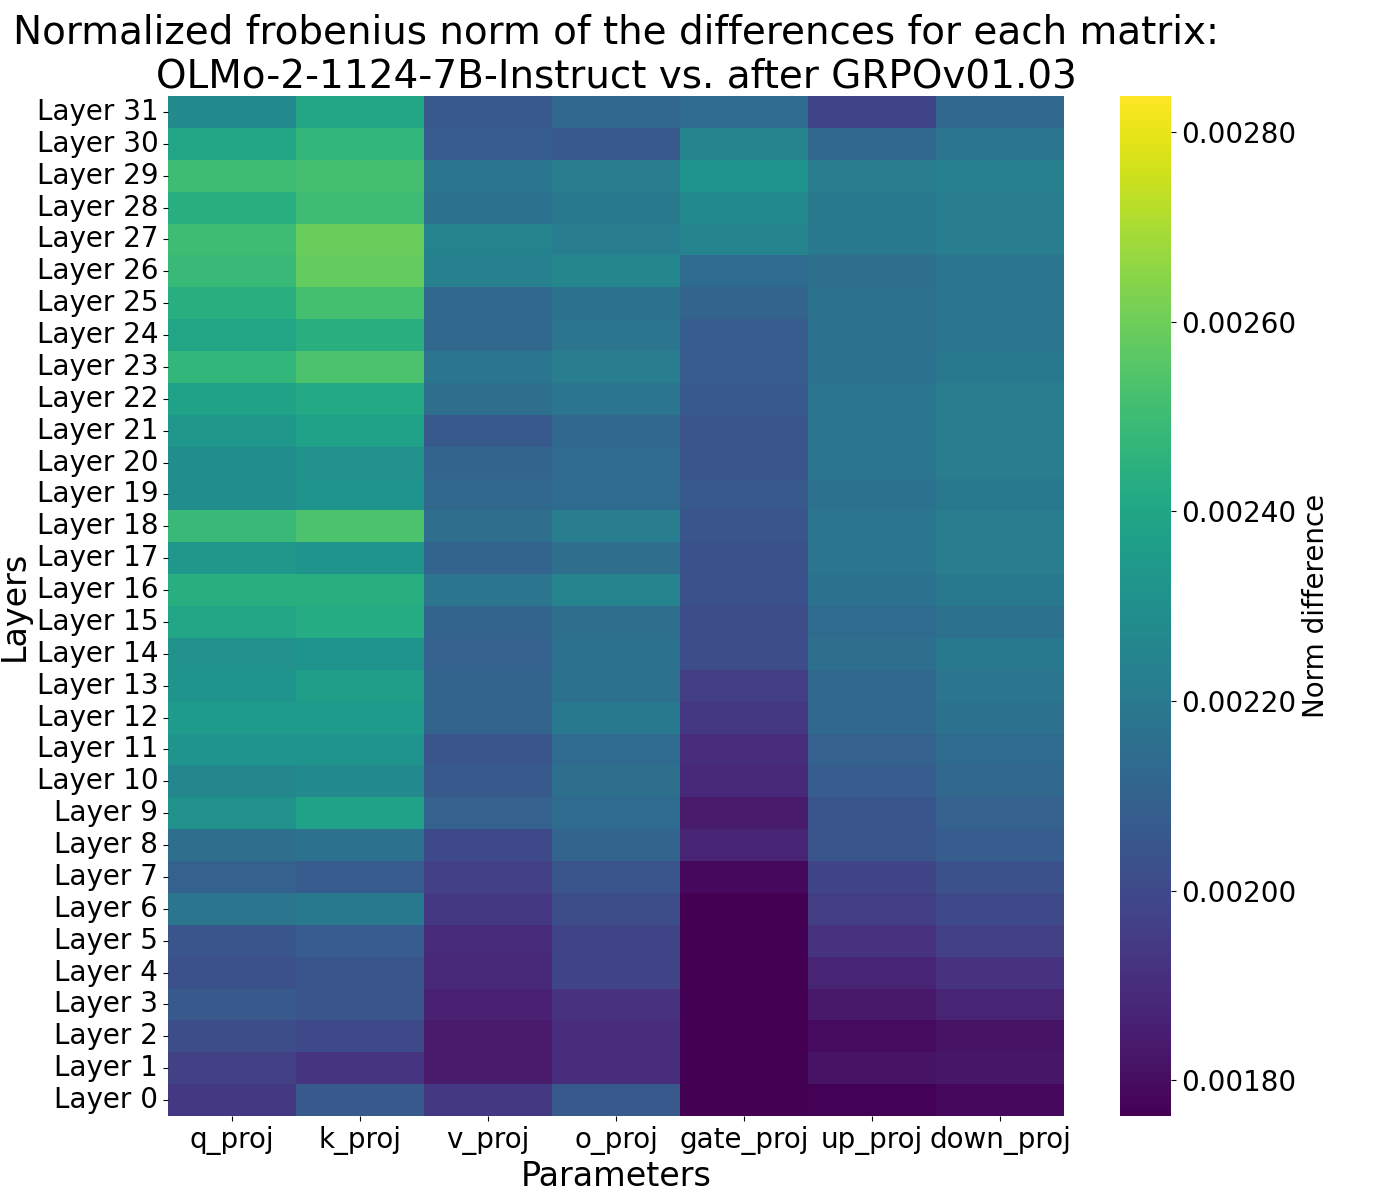 Normalized frobenius norm of the differences for each matrix:
OLMo-2-1124-7B-Instruct vs. after GRPOv01.03
Layers
Layer 31
Layer 30
Layer 29
Layer 28
Layer 27
Layer 26
Layer 25
Layer 24
Layer 23
Layer 22
Layer 21
Layer 20
Layer 19
Layer 18
Layer 17
Layer 16
Layer 15
Layer 14
Layer 13
Layer 12
Layer 11
Layer 10
Layer 9
Layer 8
Layer 7
Layer 6
Layer 5
Layer 4
Layer 3
Layer 2
Layer 1
Layer 0
q_proj k_proj v_proj o_proj gate_proj up_proj down_proj
Parameters
0.00280
0.00260
0.00240
0.00220
0.00200
0.00180
Norm difference